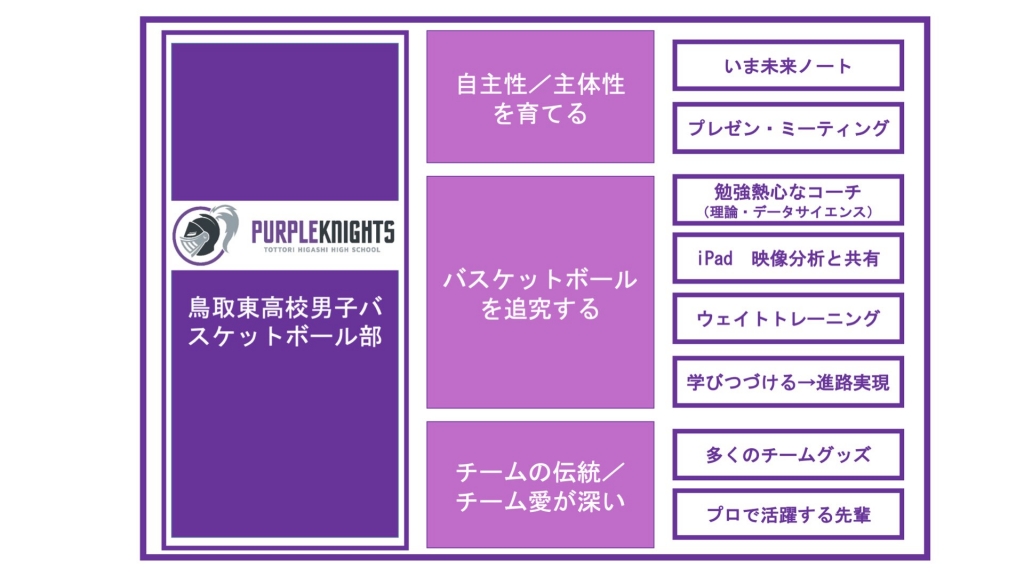 PURPLEKNIGHTS
TOTTORI HIGASHI HIGH SCHOOL
鳥取東高校男子バ
スケットボール部
自主性／主体性
を育てる
いま未来ノート
プレゼン・ミーティング
バスケットボール
を追究する
勉強熱心なコーチ
（理論・データサイエンス）
iPad　映像分析と共有
ウェイトトレーニング
学びつづける→進路実現
チームの伝統／
チーム愛が深い
多くのチームグッズ
プロで活躍する先輩